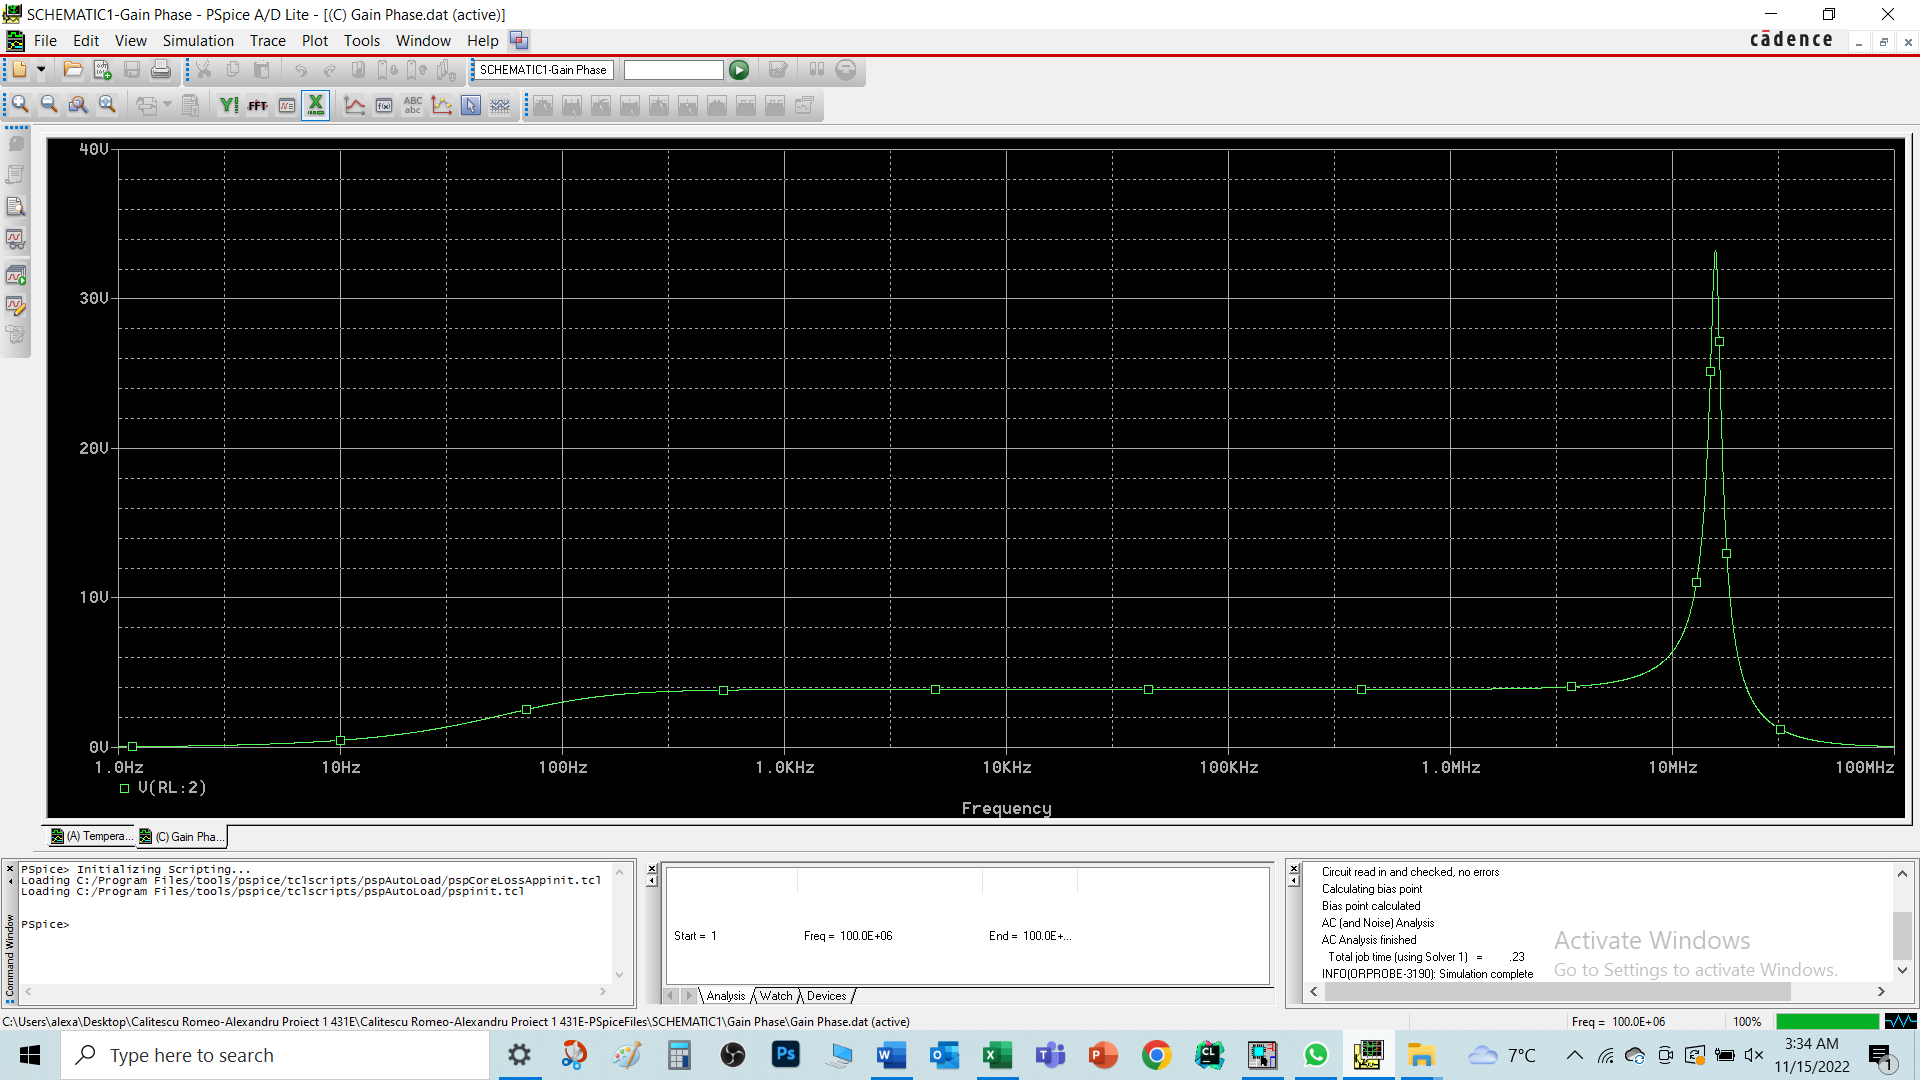 SCHEMATIC1-Gain Phase - PSpice A/D Lite - [(C) Gain Phase.dat (active)]
File Edit View Simulation Trace Plot Tools Window Help
cādence
SCHEMATIC1-Gain Phase
Y! FFT
ABC
abc
40V
30V
20V
10V
0V
1.0Hz 10Hz 100Hz 1.0KHz 10KHz 100KHz 1.0MHz 10MHz 100MHz
V(RL:2)
Frequency
(A) Tempera... (C) Gain Pha...
Command Window
PSpice> Initializing Scripting...
Loading C:/Program Files/tools/pspice/tclscripts/pspAutoLoad/pspCoreLossAppinit.tcl
Loading C:/Program Files/tools/pspice/tclscripts/pspAutoLoad/pspinit.tcl
PSpice>
Start = 1 Freq = 100.0E+06 End = 100.0E+...
Analysis Watch Devices
Circuit read in and checked, no errors
Calculating bias point
Bias point calculated
AC (and Noise) Analysis
AC Analysis finished
Total job time (using Solver 1) = .23
INFO(ORPROBE-3190): Simulation complete
Activate Windows
Go to Settings to activate Windows.
C:\Users\alexa\Desktop\Calitescu Romeo-Alexandru Proiect 1 431E\Calitescu Romeo-Alexandru Proiect 1 431E-PSpiceFiles\SCHEMATIC1\Gain Phase\Gain Phase.dat (active)
Freq = 100.0E+06 100%
Type here to search
Ps
CL
7°C
3:34 AM
11/15/2022
1